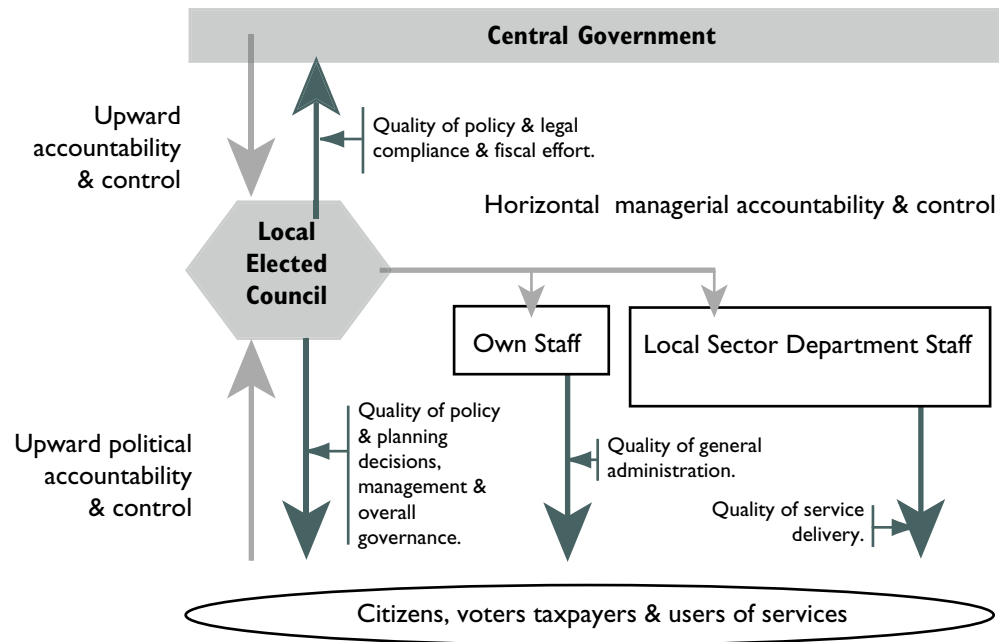 Central Government
Upward
accountability
& control
Quality of policy & legal
compliance & fiscal effort.
Horizontal managerial accountability & control
Local
Elected
Council
Own Staff
Local Sector Department Staff
Upward political
accountability
& control
Quality of policy
& planning
decisions,
management &
overall
governance.
Quality of general
administration.
Quality of service
delivery.
Citizens, voters taxpayers & users of services